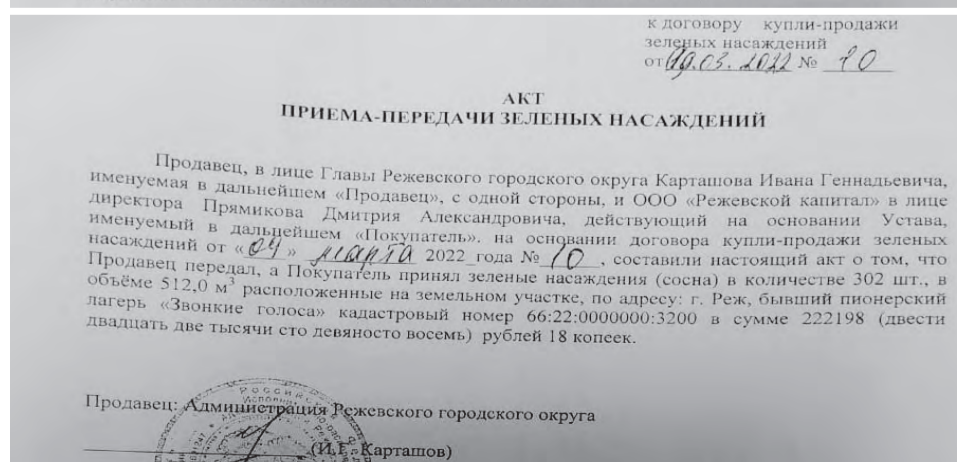 к договору купли-продажи
зеленых насаждений
от 09.03.2022 № 10
АКТ
ПРИЕМА-ПЕРЕДАЧИ ЗЕЛЕНЫХ НАСАЖДЕНИЙ
Продавец, в лице Главы Режевского городского округа Карташова Ивана Геннадьевича,
именуемая в дальнейшем «Продавец», с одной стороны, и ООО «Режевской капитал» в лице
директора Прямикова Дмитрия Александровича, действующий на основании Устава,
именуемый в дальнейшем «Покупатель». на основании договора купли-продажи зеленых
насаждений от «09» марта 2022 года № 10, составили настоящий акт о том, что
Продавец передал, а Покупатель принял зеленые насаждения (сосна) в количестве 302 шт., в
объёме 512,0 м³ расположенные на земельном участке, по адресу: г. Реж, бывший пионерский
лагерь «Звонкие голоса» кадастровый номер 66:22:0000000:3200 в сумме 222198 (двести
двадцать две тысячи сто девяносто восемь) рублей 18 копеек.
Продавец: Администрация Режевского городского округа
(И.Г. Карташов)